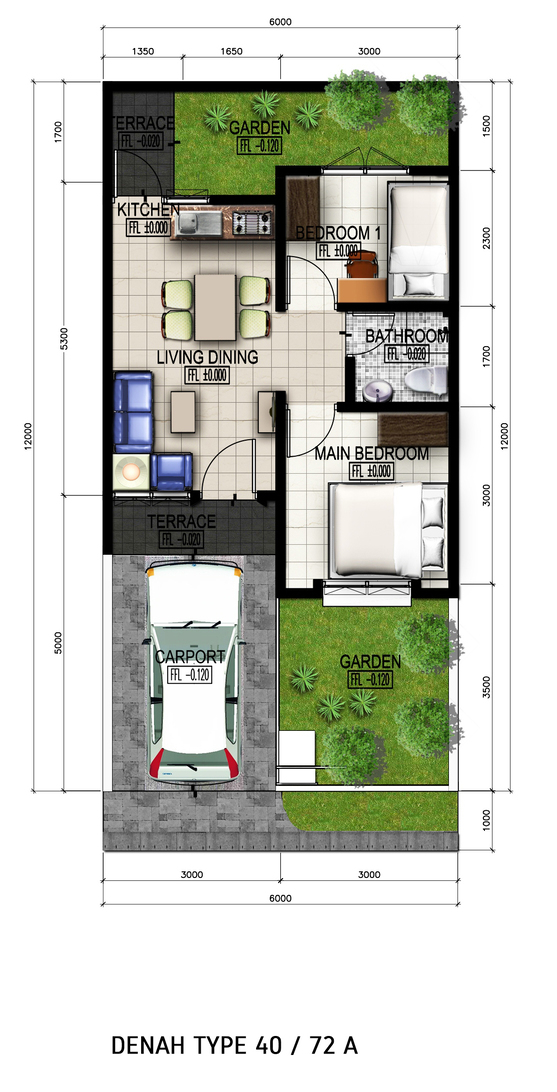 6000
1350
1650
3000
1700
1500
TERRACE
FFL -0.020
GARDEN
FFL -0.120
KITCHEN
FFL ±0.000
BEDROOM 1
FFL ±0.000
2300
5300
BATHROOM
FFL -0.020
1700
LIVING DINING
FFL ±0.000
12000
12000
MAIN BEDROOM
FFL ±0.000
3000
TERRACE
FFL -0.020
5000
CARPORT
FFL -0.120
GARDEN
FFL -0.120
3500
1000
3000
3000
6000
DENAH TYPE 40 / 72 A